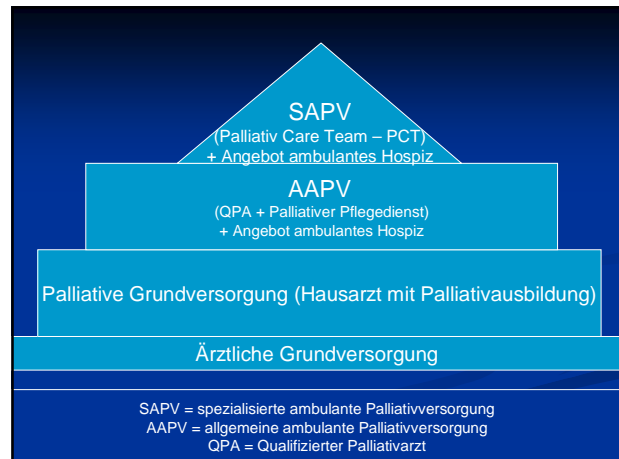 SAPV
(Palliativ Care Team – PCT)
+ Angebot ambulantes Hospiz
AAPV
(QPA + Palliativer Pflegedienst)
+ Angebot ambulantes Hospiz
Palliative Grundversorgung (Hausarzt mit Palliativausbildung)
Ärztliche Grundversorgung
SAPV = spezialisierte ambulante Palliativversorgung
AAPV = allgemeine ambulante Palliativversorgung
QPA = Qualifizierter Palliativarzt